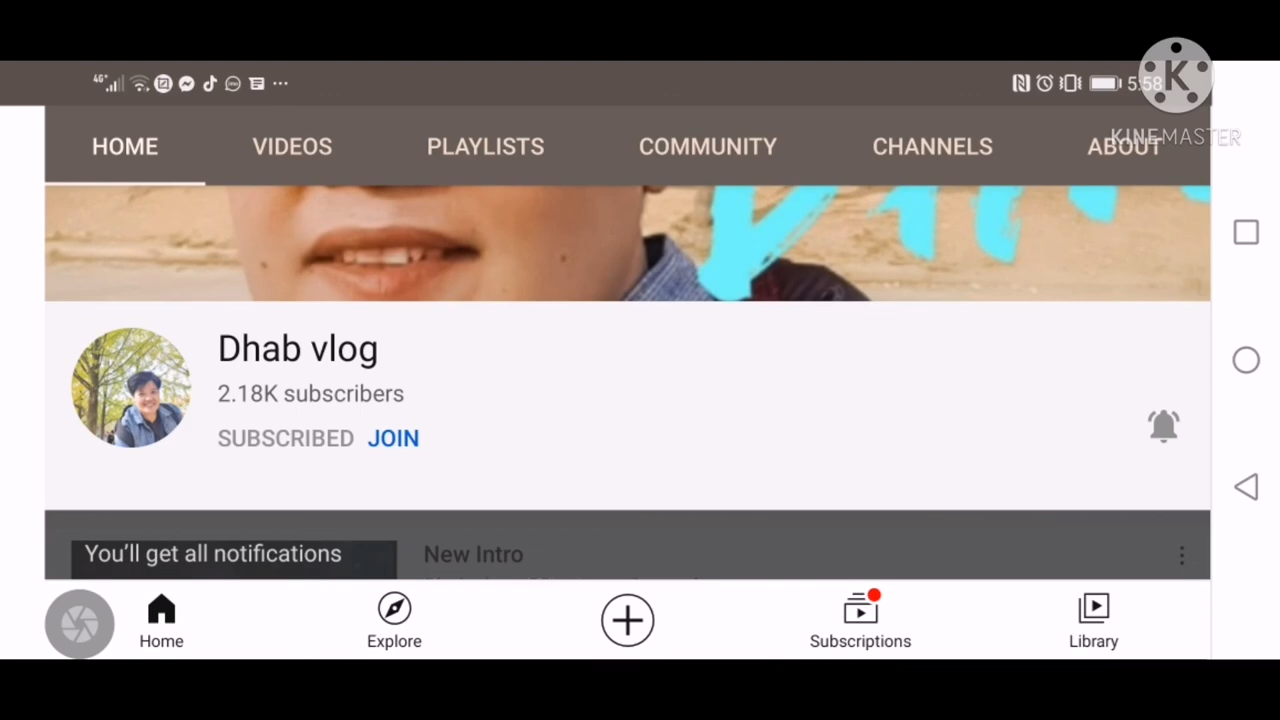 4G+ 5:58
K
KINEMASTER
HOME VIDEOS PLAYLISTS COMMUNITY CHANNELS ABOUT
Dhab vlog
2.18K subscribers
SUBSCRIBED JOIN
You'll get all notifications
New Intro
Home Explore Subscriptions Library